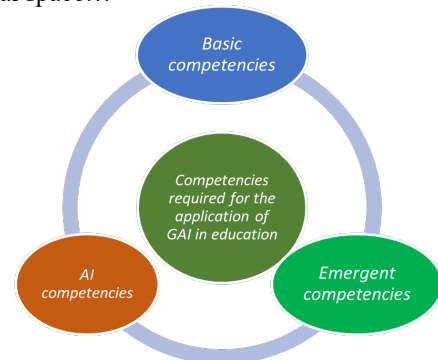 Basic
competencies
Competencies
required for the
application of
GAI in education
AI
competencies
Emergent
competencies